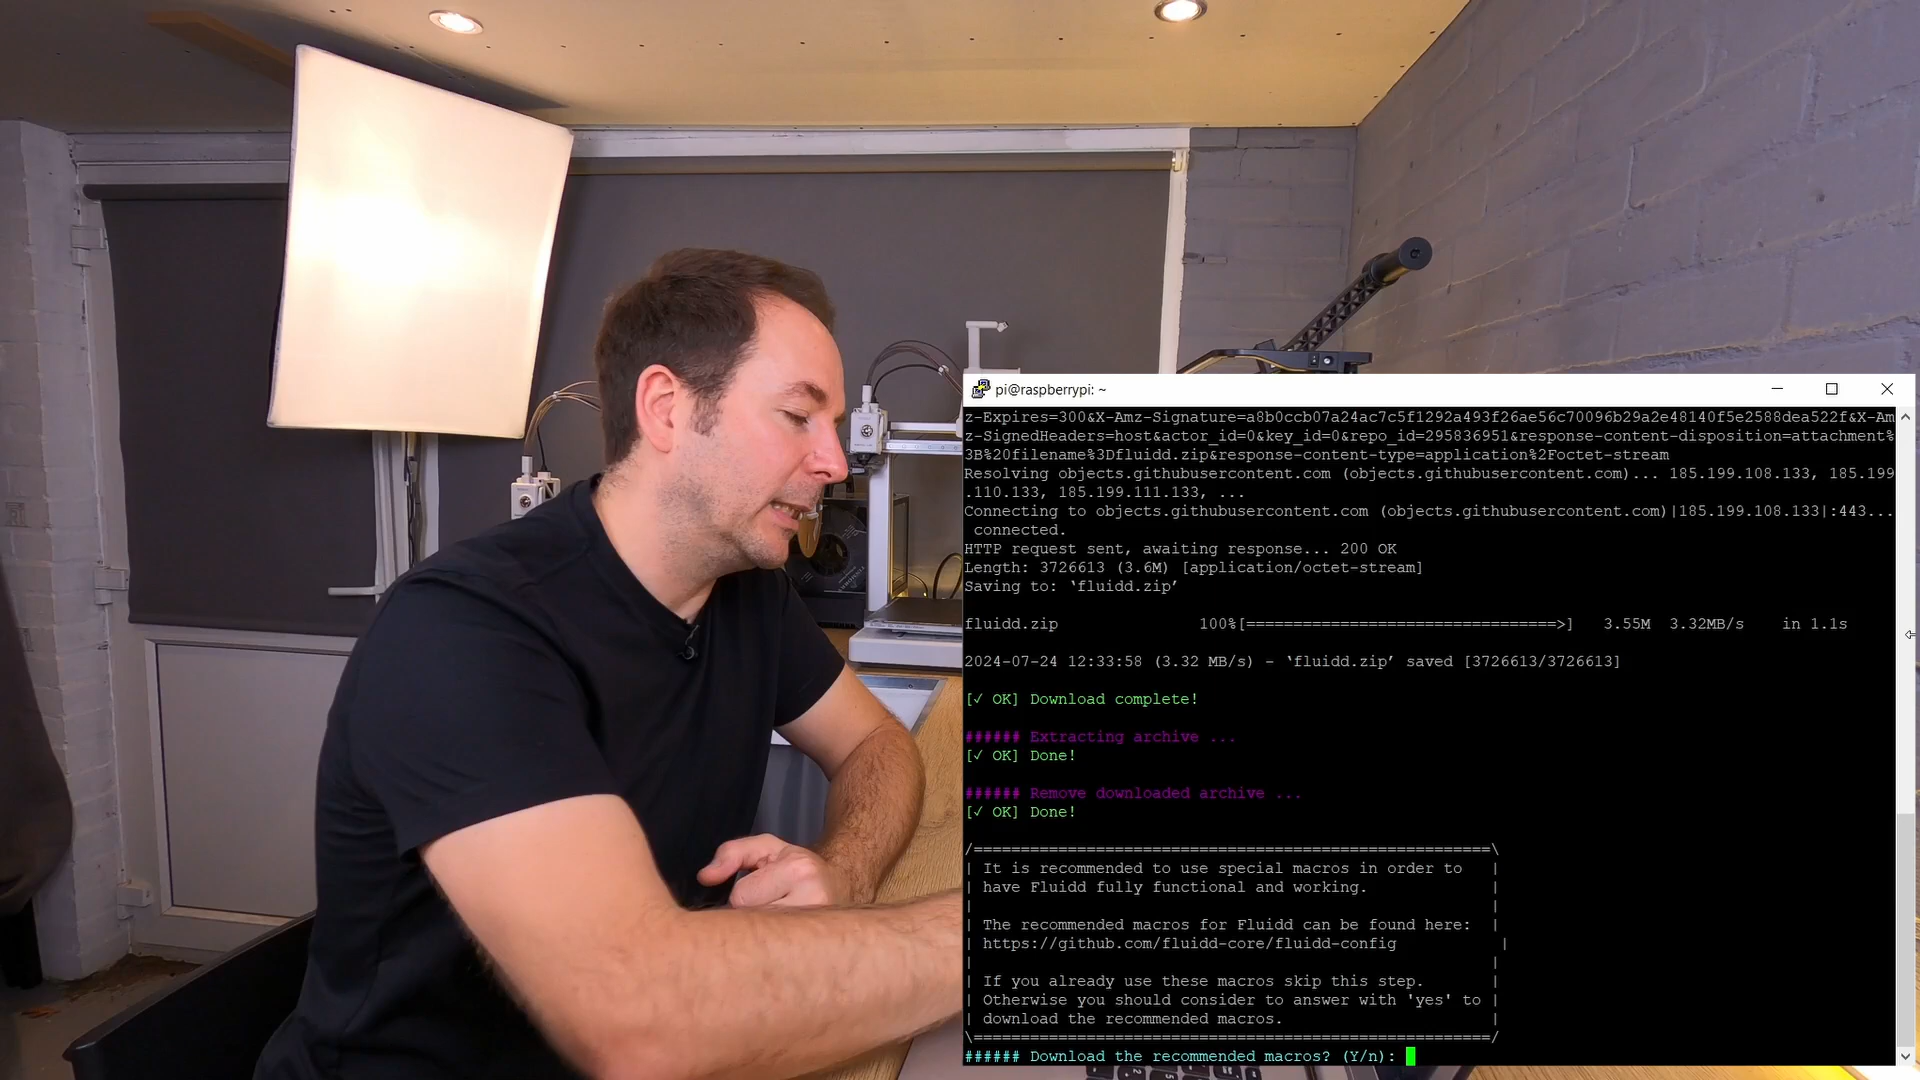 pi@raspberrypi: ~
z-Expires=300&X-Amz-Signature=a8b0ccb07a24ac7c5f1292a493f26ae56c70096b29a2e48140f5e2588dea522f&X-Am
z-SignedHeaders=host&actor_id=0&key_id=0&repo_id=295836951&response-content-disposition=attachment%
3B%20filename%3Dfluidd.zip&response-content-type=application%2Foctet-stream
Resolving objects.githubusercontent.com (objects.githubusercontent.com)... 185.199.108.133, 185.199
.110.133, 185.199.111.133, ...
Connecting to objects.githubusercontent.com (objects.githubusercontent.com)|185.199.108.133|:443...
connected.
HTTP request sent, awaiting response... 200 OK
Length: 3726613 (3.6M) [application/octet-stream]
Saving to: ‘fluidd.zip’
fluidd.zip 100%[=================================>] 3.55M 3.32MB/s in 1.1s
2024-07-24 12:33:58 (3.32 MB/s) - ‘fluidd.zip’ saved [3726613/3726613]
[✓ OK] Download complete!
###### Extracting archive ...
[✓ OK] Done!
###### Remove downloaded archive ...
[✓ OK] Done!
/=======================================================\
| It is recommended to use special macros in order to |
| have Fluidd fully functional and working. |
| |
| The recommended macros for Fluidd can be found here: |
| https://github.com/fluidd-core/fluidd-config |
| |
| If you already use these macros skip this step. |
| Otherwise you should consider to answer with 'yes' to |
| download the recommended macros. |
\=======================================================/
###### Download the recommended macros? (Y/n):